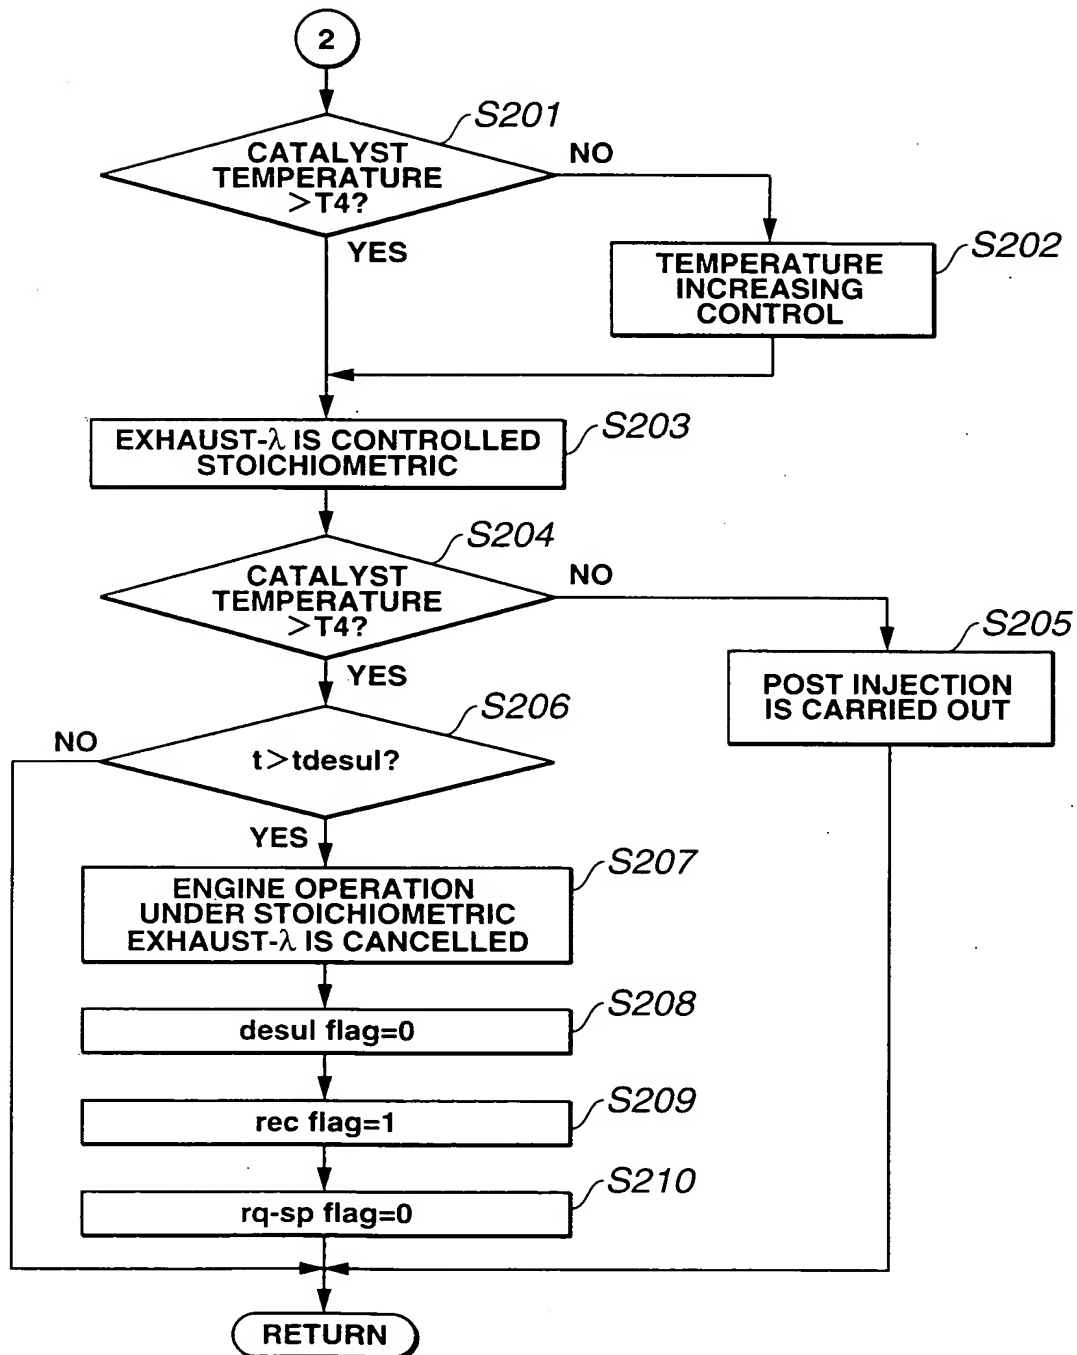 2
S201
CATALYST
TEMPERATURE
>T4?
NO
YES
S202
TEMPERATURE
INCREASING
CONTROL
S203
EXHAUST-λ IS CONTROLLED
STOICHIOMETRIC
S204
CATALYST
TEMPERATURE
>T4?
NO
YES
S205
POST INJECTION
IS CARRIED OUT
S206
NO
t>tdesul?
YES
S207
ENGINE OPERATION
UNDER STOICHIOMETRIC
EXHAUST-λ IS CANCELLED
S208
desul flag=0
S209
rec flag=1
S210
rq-sp flag=0
RETURN